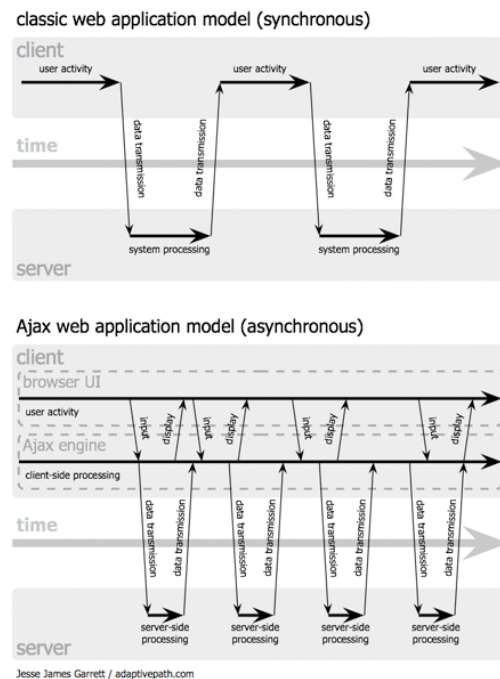 classic web application model (synchronous)
client
user activity
user activity
user activity
data transmission
data transmission
data transmission
data transmission
time
system processing
system processing
server
Ajax web application model (asynchronous)
client
browser UI
user activity
input
display
input
display
input
display
input
display
Ajax engine
client-side processing
data transmission
data transmission
data transmission
data transmission
data transmission
data transmission
data transmission
data transmission
time
server-side
processing
server-side
processing
server-side
processing
server-side
processing
server
Jesse James Garrett / adaptivepath.com